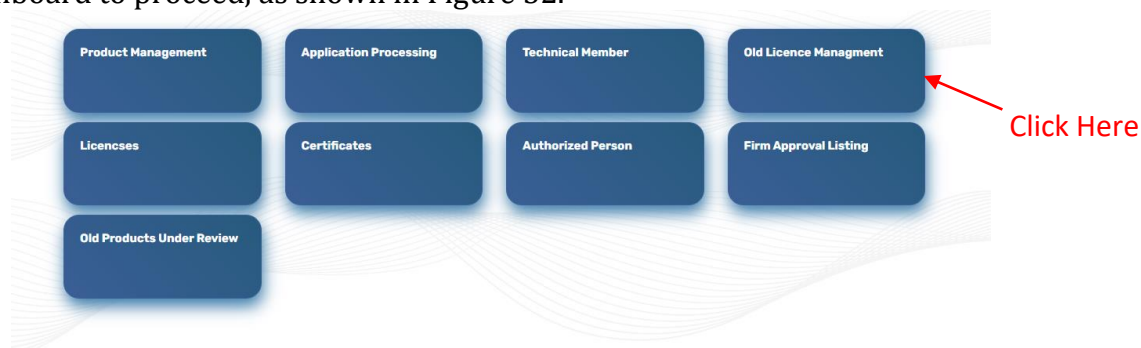 board to proceed, as shown in Figure 32.
Product Management
Application Processing
Technical Member
Old Licence Managment
Click Here
Licencses
Certificates
Authorized Person
Firm Approval Listing
Old Products Under Review